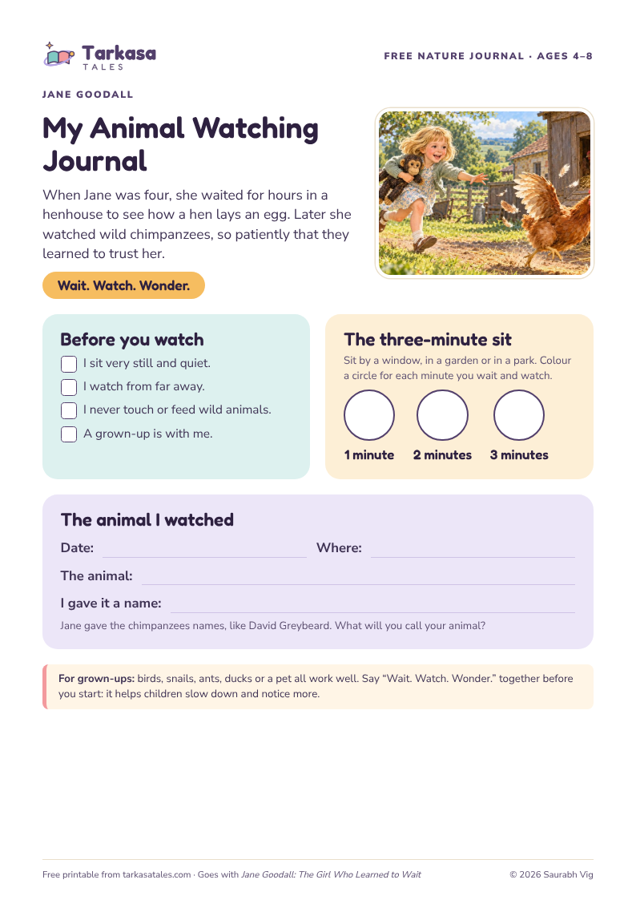 Tarkasa
TALES
FREE NATURE JOURNAL · AGES 4–8
JANE GOODALL
My Animal Watching
Journal
When Jane was four, she waited for hours in a
henhouse to see how a hen lays an egg. Later she
watched wild chimpanzees, so patiently that they
learned to trust her.
Wait. Watch. Wonder.
Before you watch
I sit very still and quiet.
I watch from far away.
I never touch or feed wild animals.
A grown-up is with me.
The three-minute sit
Sit by a window, in a garden or in a park. Colour
a circle for each minute you wait and watch.
1 minute 2 minutes 3 minutes
The animal I watched
Date: Where:
The animal:
I gave it a name:
Jane gave the chimpanzees names, like David Greybeard. What will you call your animal?
For grown-ups: birds, snails, ants, ducks or a pet all work well. Say “Wait. Watch. Wonder.” together before
you start: it helps children slow down and notice more.
Free printable from tarkasatales.com · Goes with Jane Goodall: The Girl Who Learned to Wait
© 2026 Saurabh Vig